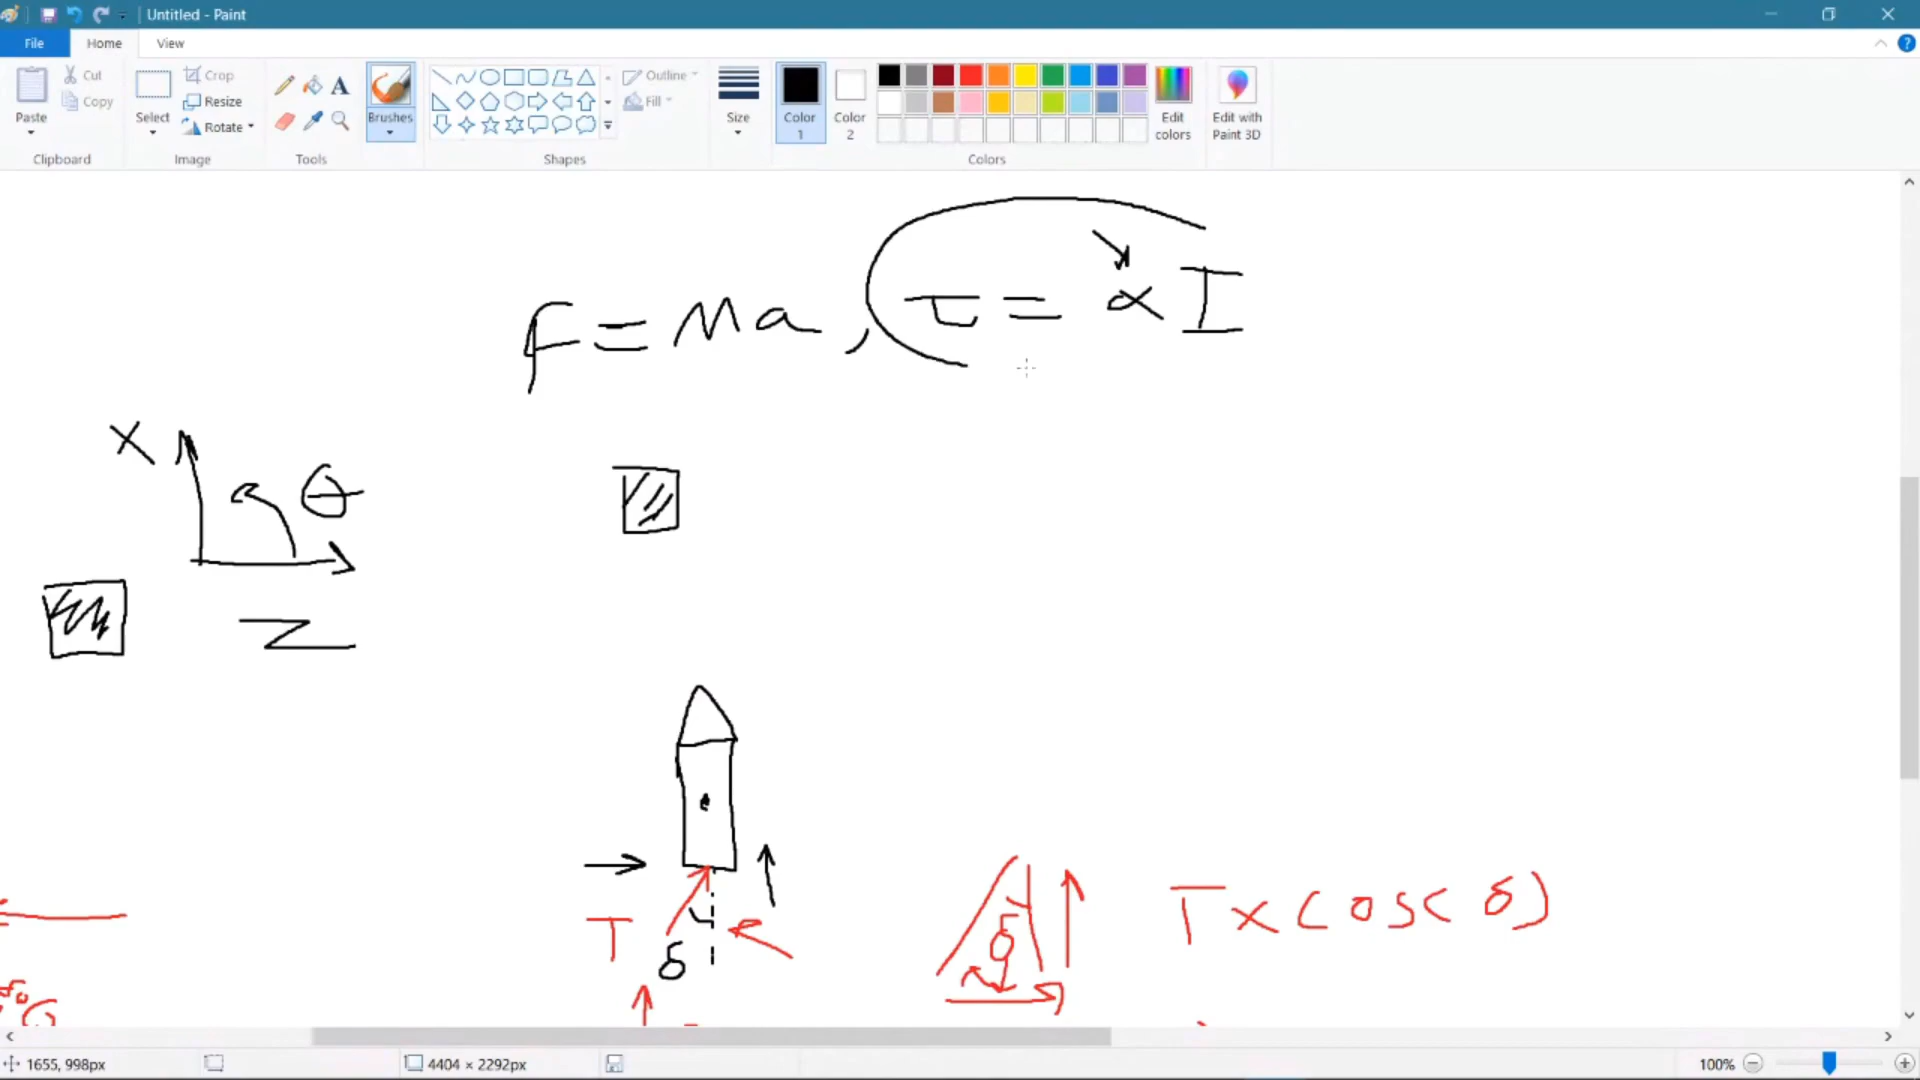 Untitled - Paint
File Home View
Cut
Copy
Paste
Clipboard
Select
Crop
Resize
Rotate
Image
Tools
Brushes
Shapes
Outline
Fill
Size
Color 1
Color 2
Colors
Edit colors
Edit with Paint 3D
F = Ma, τ = αI
X
θ
Z
T
δ
δ
T x Cos( δ )
1655, 998px
4404 × 2292px
100%